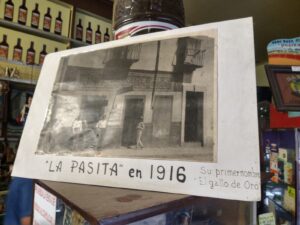 "LA PASITA" en 1916
Su primer nombre
"El gallo de Oro"